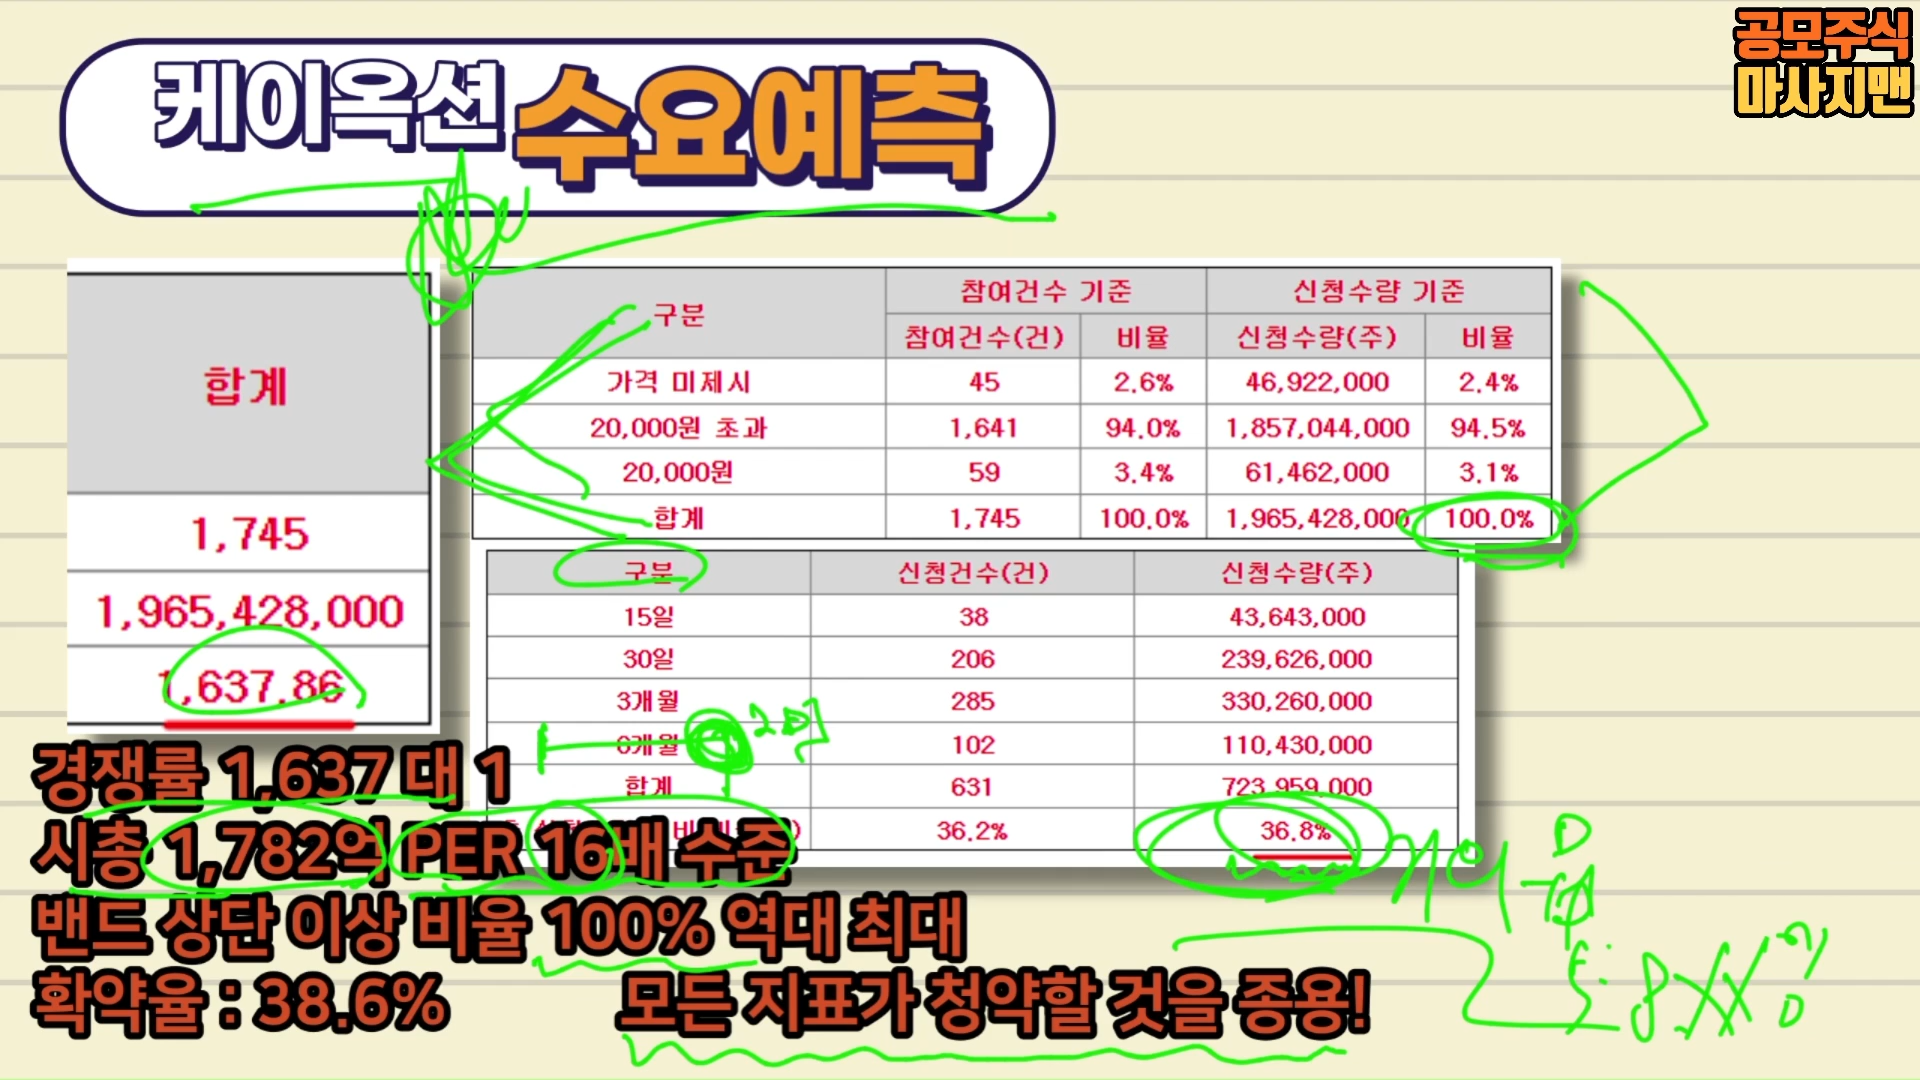 공모주식
마사지맨
케이옥션 수요예측
합계
1,745
1,965,428,000
1,637.86
구분 참여건수 기준 신청수량 기준
참여건수(건) 비율 신청수량(주) 비율
가격 미제시 45 2.6% 46,922,000 2.4%
20,000원 초과 1,641 94.0% 1,857,044,000 94.5%
20,000원 59 3.4% 61,462,000 3.1%
합계 1,745 100.0% 1,965,428,000 100.0%
구분 신청건수(건) 신청수량(주)
15일 38 43,643,000
30일 206 239,626,000
3개월 285 330,260,000
6개월 102 110,430,000
합계 631 723,959,000
36.2% 36.8%
경쟁률 1,637 대 1
시총 1,782억 PER 16배 수준
밴드 상단 이상 비율 100% 역대 최대
확약율 : 38.6% 모든 지표가 청약할 것을 종용!